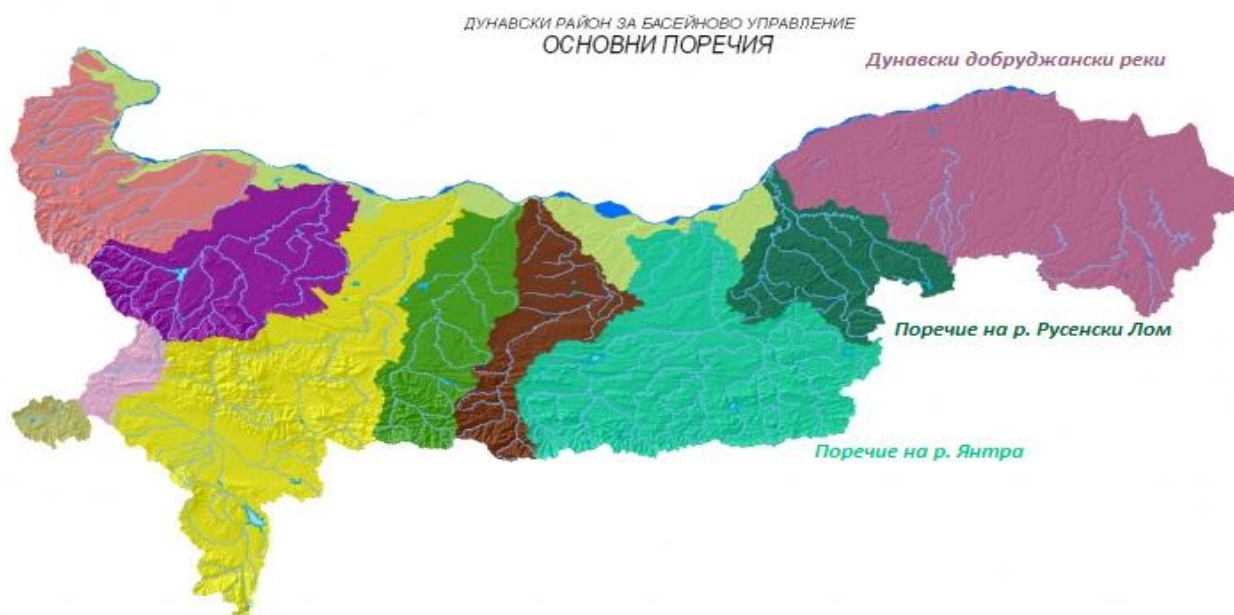 ДУНАВСКИ РАЙОН ЗА БАСЕЙНОВО УПРАВЛЕНИЕ
ОСНОВНИ ПОРЕЧИЯ
Дунавски добруджански реки
Поречие на р. Русенски Лом
Поречие на р. Янтра